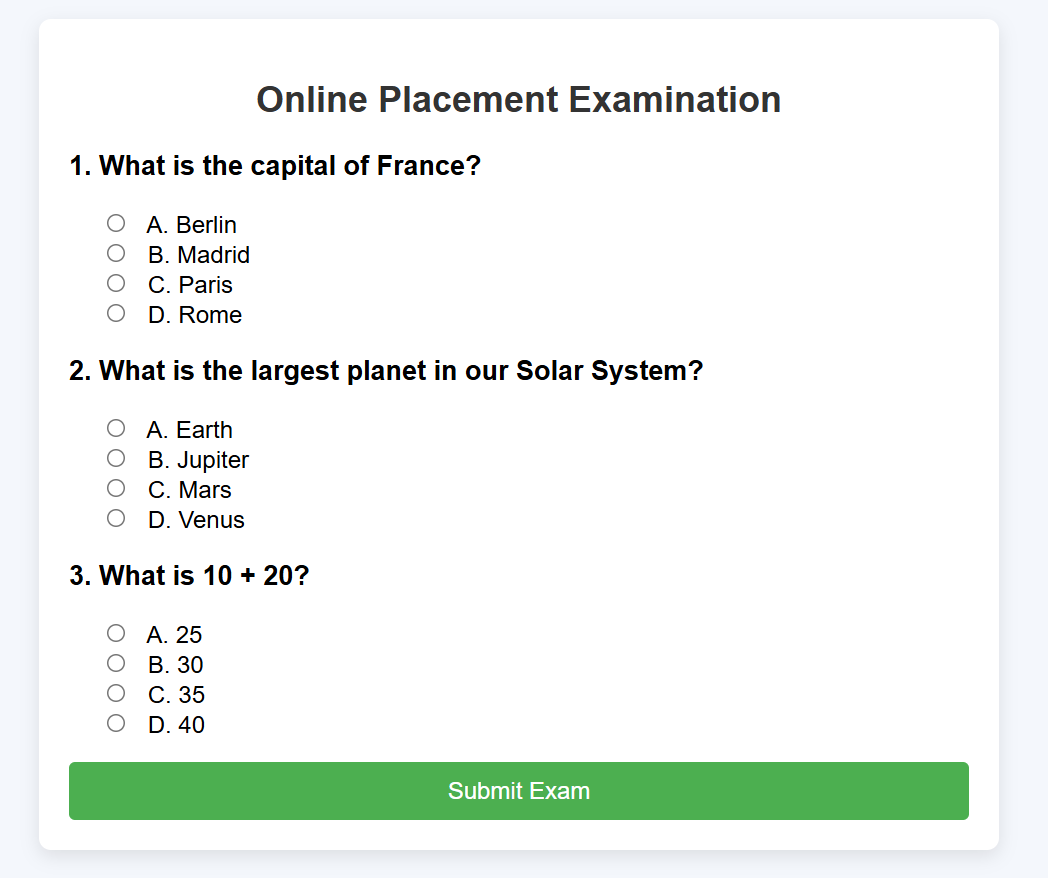 Online Placement Examination
1. What is the capital of France?
A. Berlin
B. Madrid
C. Paris
D. Rome
2. What is the largest planet in our Solar System?
A. Earth
B. Jupiter
C. Mars
D. Venus
3. What is 10 + 20?
A. 25
B. 30
C. 35
D. 40
Submit Exam